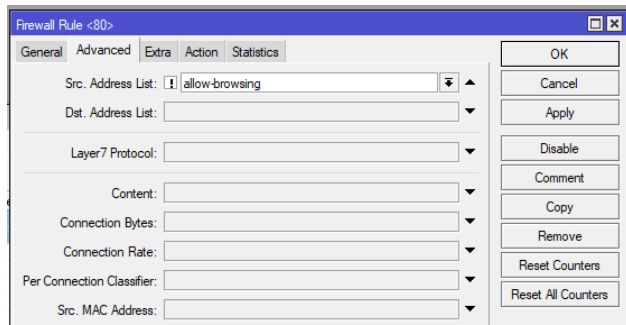 Firewall Rule <80>
General Advanced Extra Action Statistics
Src. Address List: ! allow-browsing
Dst. Address List:
Layer7 Protocol:
Content:
Connection Bytes:
Connection Rate:
Per Connection Classifier:
Src. MAC Address:
OK
Cancel
Apply
Disable
Comment
Copy
Remove
Reset Counters
Reset All Counters